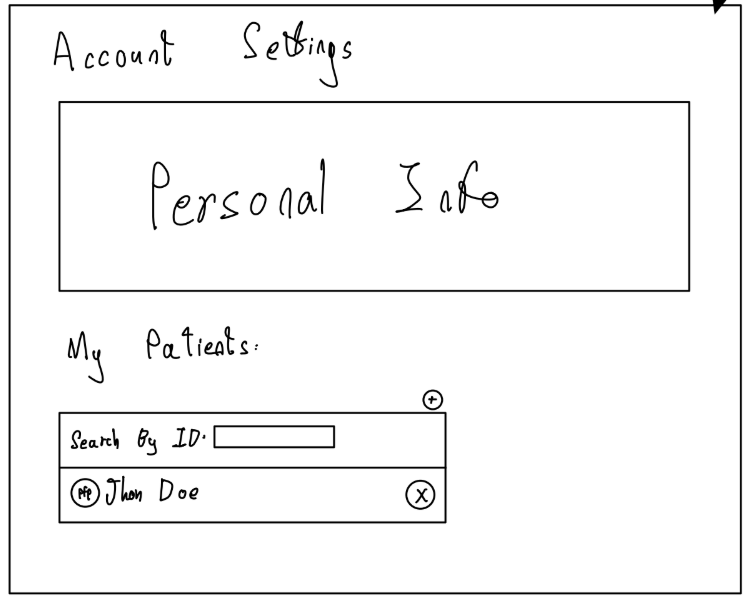 Account Settings
Personal Info
My Patients:
+
Search By ID:
pfp Jhon Doe X